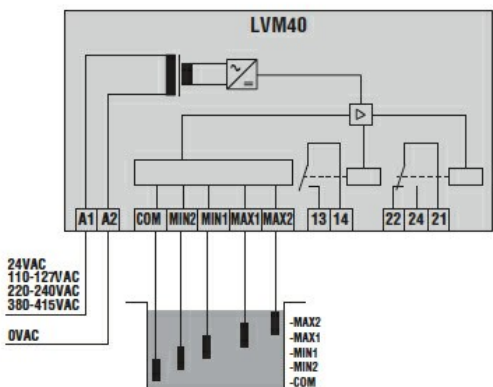 LVM40
A1 A2 COM MIN2 MIN1 MAX1 MAX2 13 14 22 24 21
24VAC
110-127VAC
220-240VAC
380-415VAC
0VAC
-MAX2
-MAX1
-MIN1
-MIN2
-COM